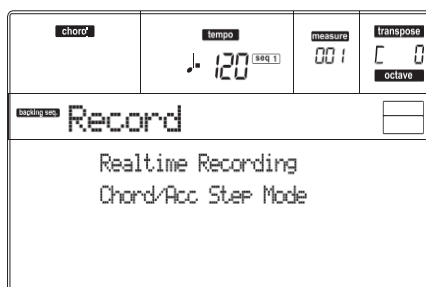 chord tempo measure transpose
♩. 120 seq 1 001 C 0
octave
backing seq. Record
Realtime Recording
Chord/Acc Step Mode